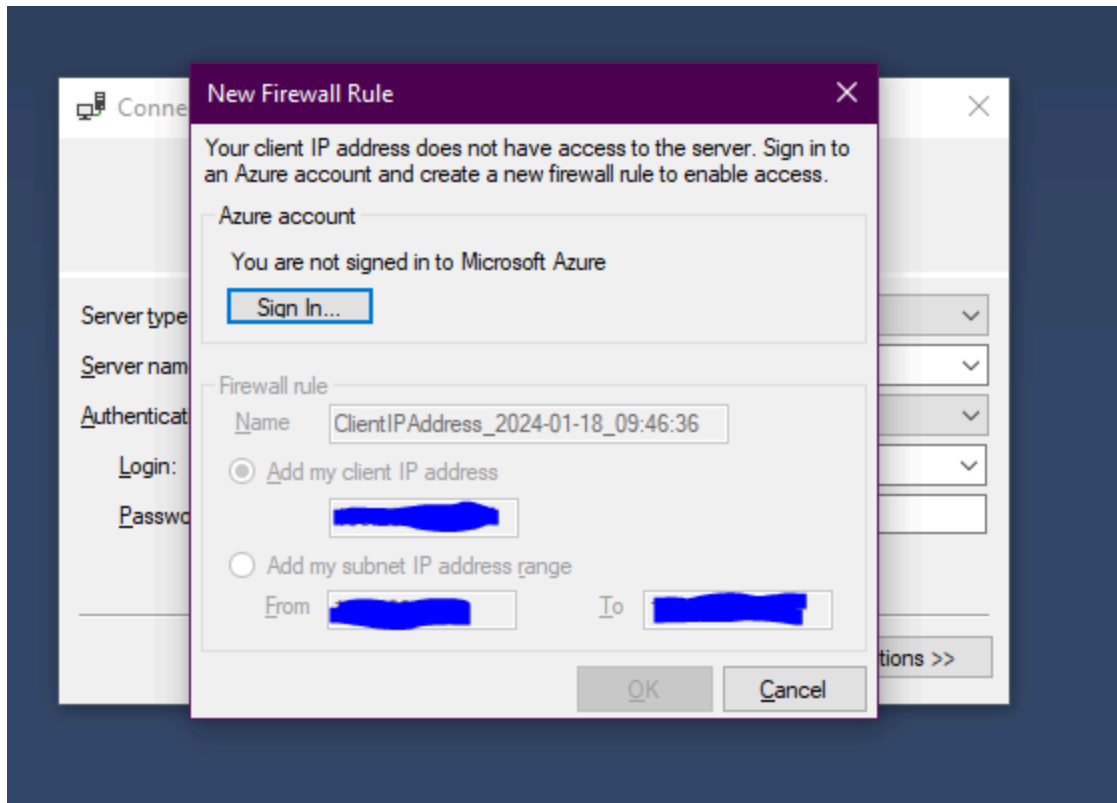 Conne
New Firewall Rule
Your client IP address does not have access to the server. Sign in to
an Azure account and create a new firewall rule to enable access.
Azure account
You are not signed in to Microsoft Azure
Sign In...
Server type
Server nam
Authenticat
Login:
Passwo
Firewall rule
Name ClientIPAddress_2024-01-18_09:46:36
Add my client IP address
Add my subnet IP address range
From To
tions >>
OK Cancel